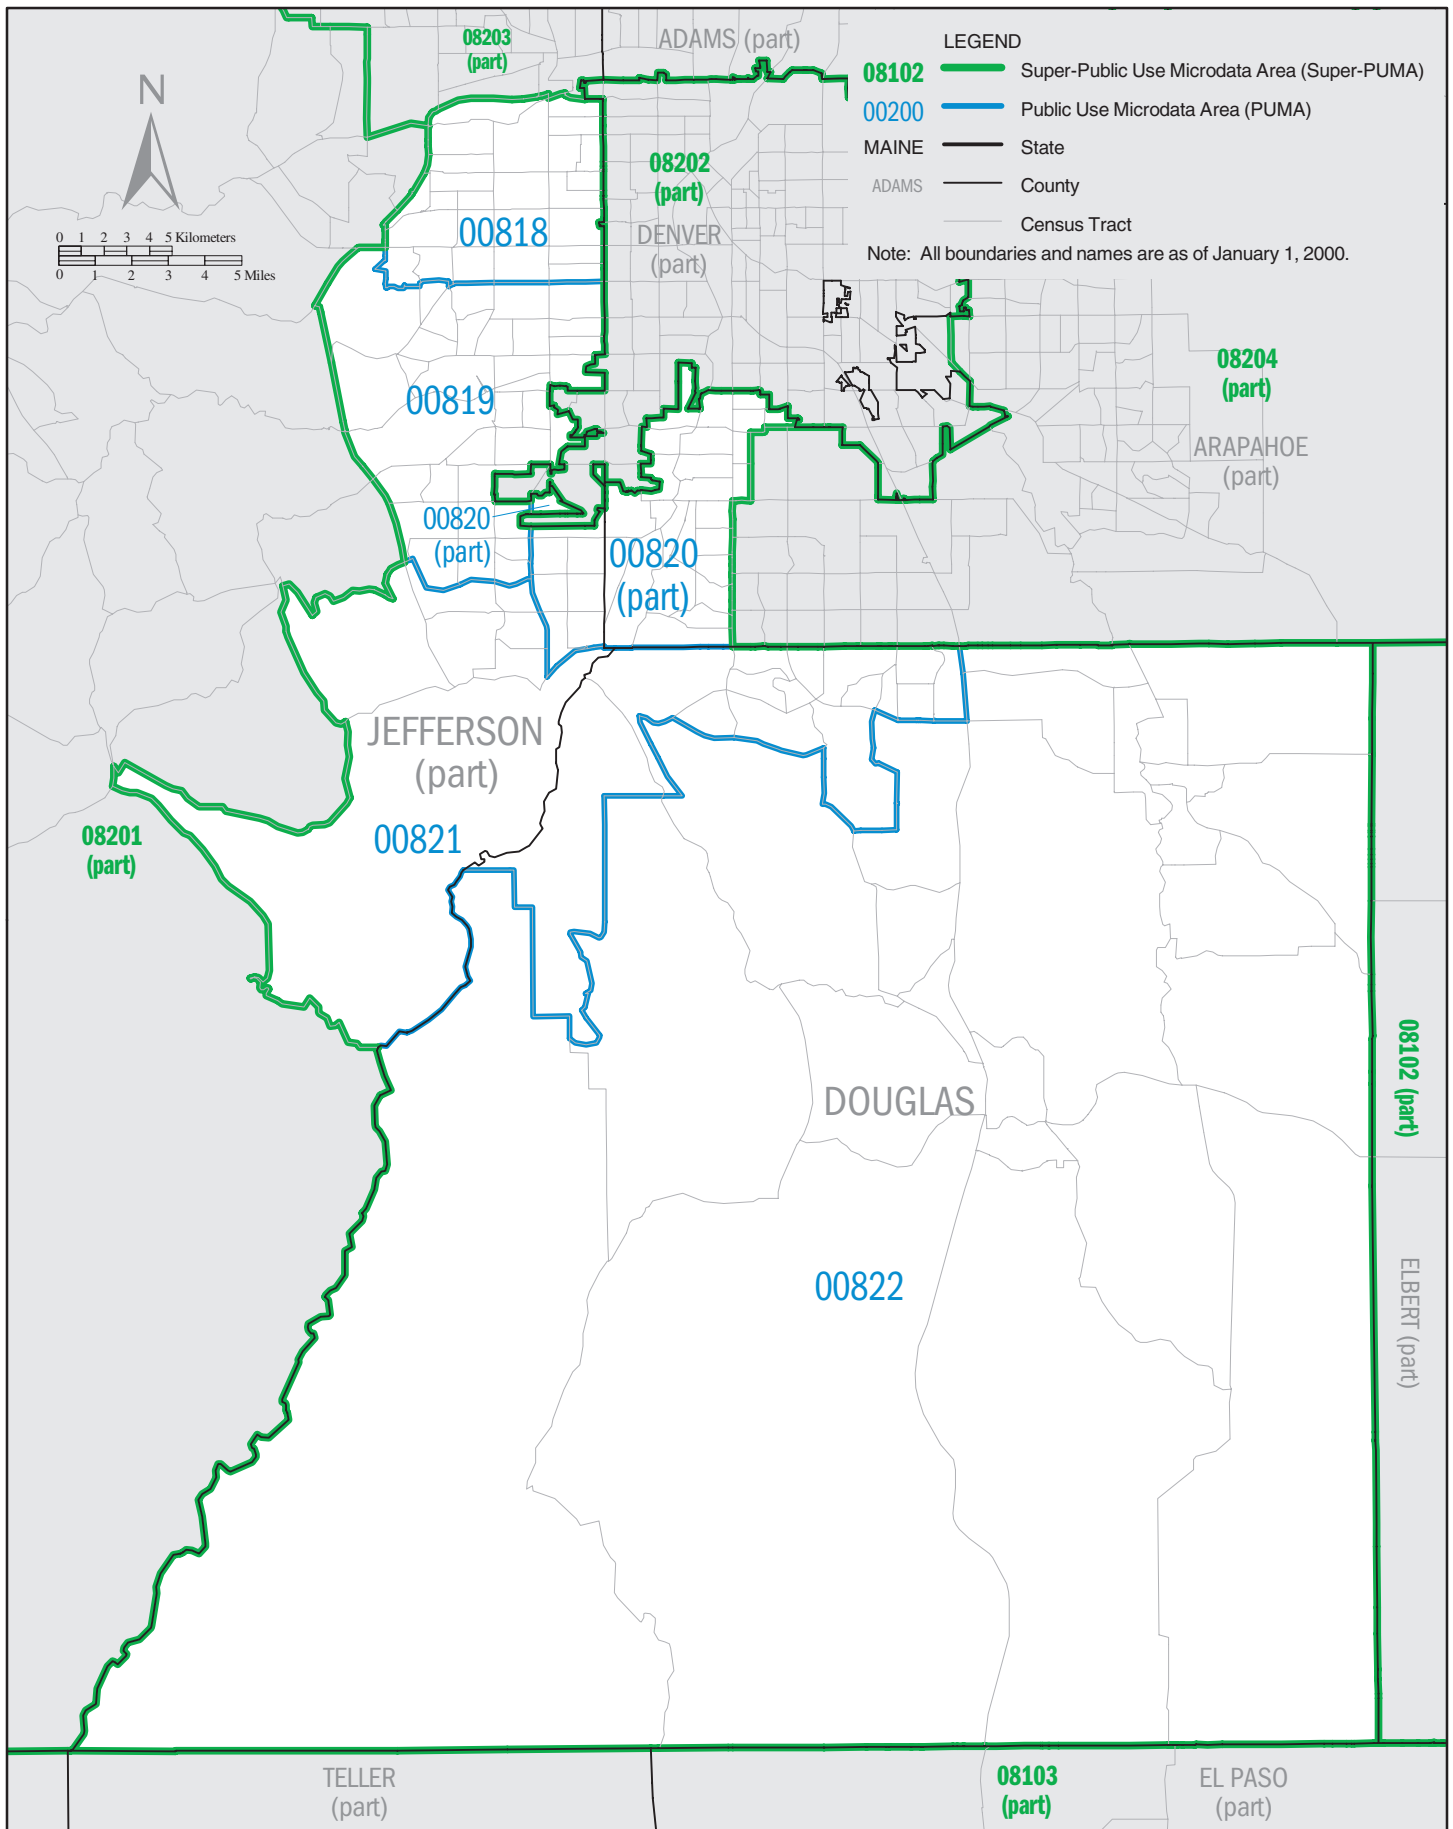 08203
(part)
ADAMS (part)
LEGEND
08102
Super-Public Use Microdata Area (Super-PUMA)
00200
Public Use Microdata Area (PUMA)
MAINE
State
ADAMS
County
Census Tract
Note: All boundaries and names are as of January 1, 2000.
N
0 1 2 3 4 5 Kilometers
0 1 2 3 4 5 Miles
08202
(part)
DENVER
(part)
00818
00819
08204
(part)
ARAPAHOE
(part)
00820
(part)
00820
(part)
JEFFERSON
(part)
00821
08201
(part)
08102 (part)
DOUGLAS
00822
ELBERT (part)
TELLER
(part)
08103
(part)
EL PASO
(part)